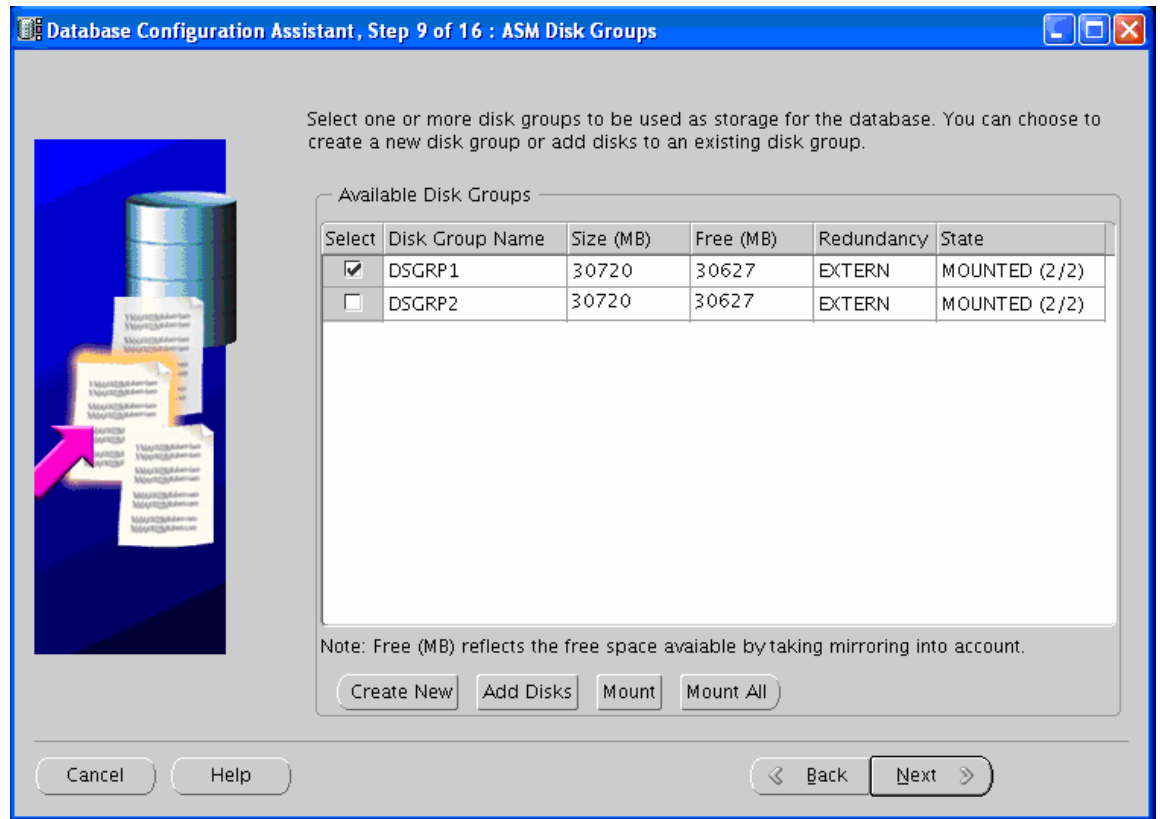 Database Configuration Assistant, Step 9 of 16 : ASM Disk Groups
Select one or more disk groups to be used as storage for the database. You can choose to
create a new disk group or add disks to an existing disk group.
Available Disk Groups
Select Disk Group Name Size (MB) Free (MB) Redundancy State
DSGRP1 30720 30627 EXTERN MOUNTED (2/2)
DSGRP2 30720 30627 EXTERN MOUNTED (2/2)
Note: Free (MB) reflects the free space avaiable by taking mirroring into account.
Create New Add Disks Mount Mount All
Cancel Help Back Next